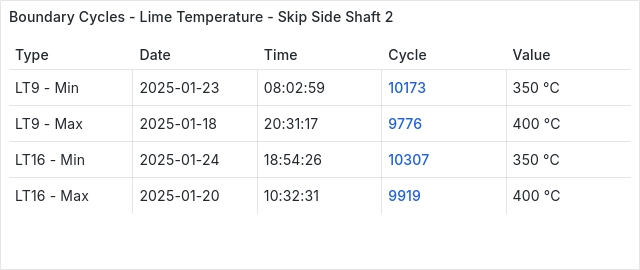 Boundary Cycles - Lime Temperature - Skip Side Shaft 2
Type Date Time Cycle Value
LT9 - Min 2025-01-23 08:02:59 10173 350 °C
LT9 - Max 2025-01-18 20:31:17 9776 400 °C
LT16 - Min 2025-01-24 18:54:26 10307 350 °C
LT16 - Max 2025-01-20 10:32:31 9919 400 °C